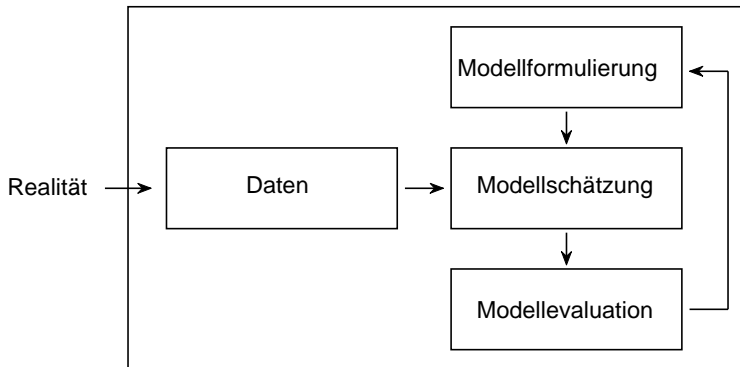 Modellformulierung
Realität
Daten
Modellschätzung
Modellevaluation